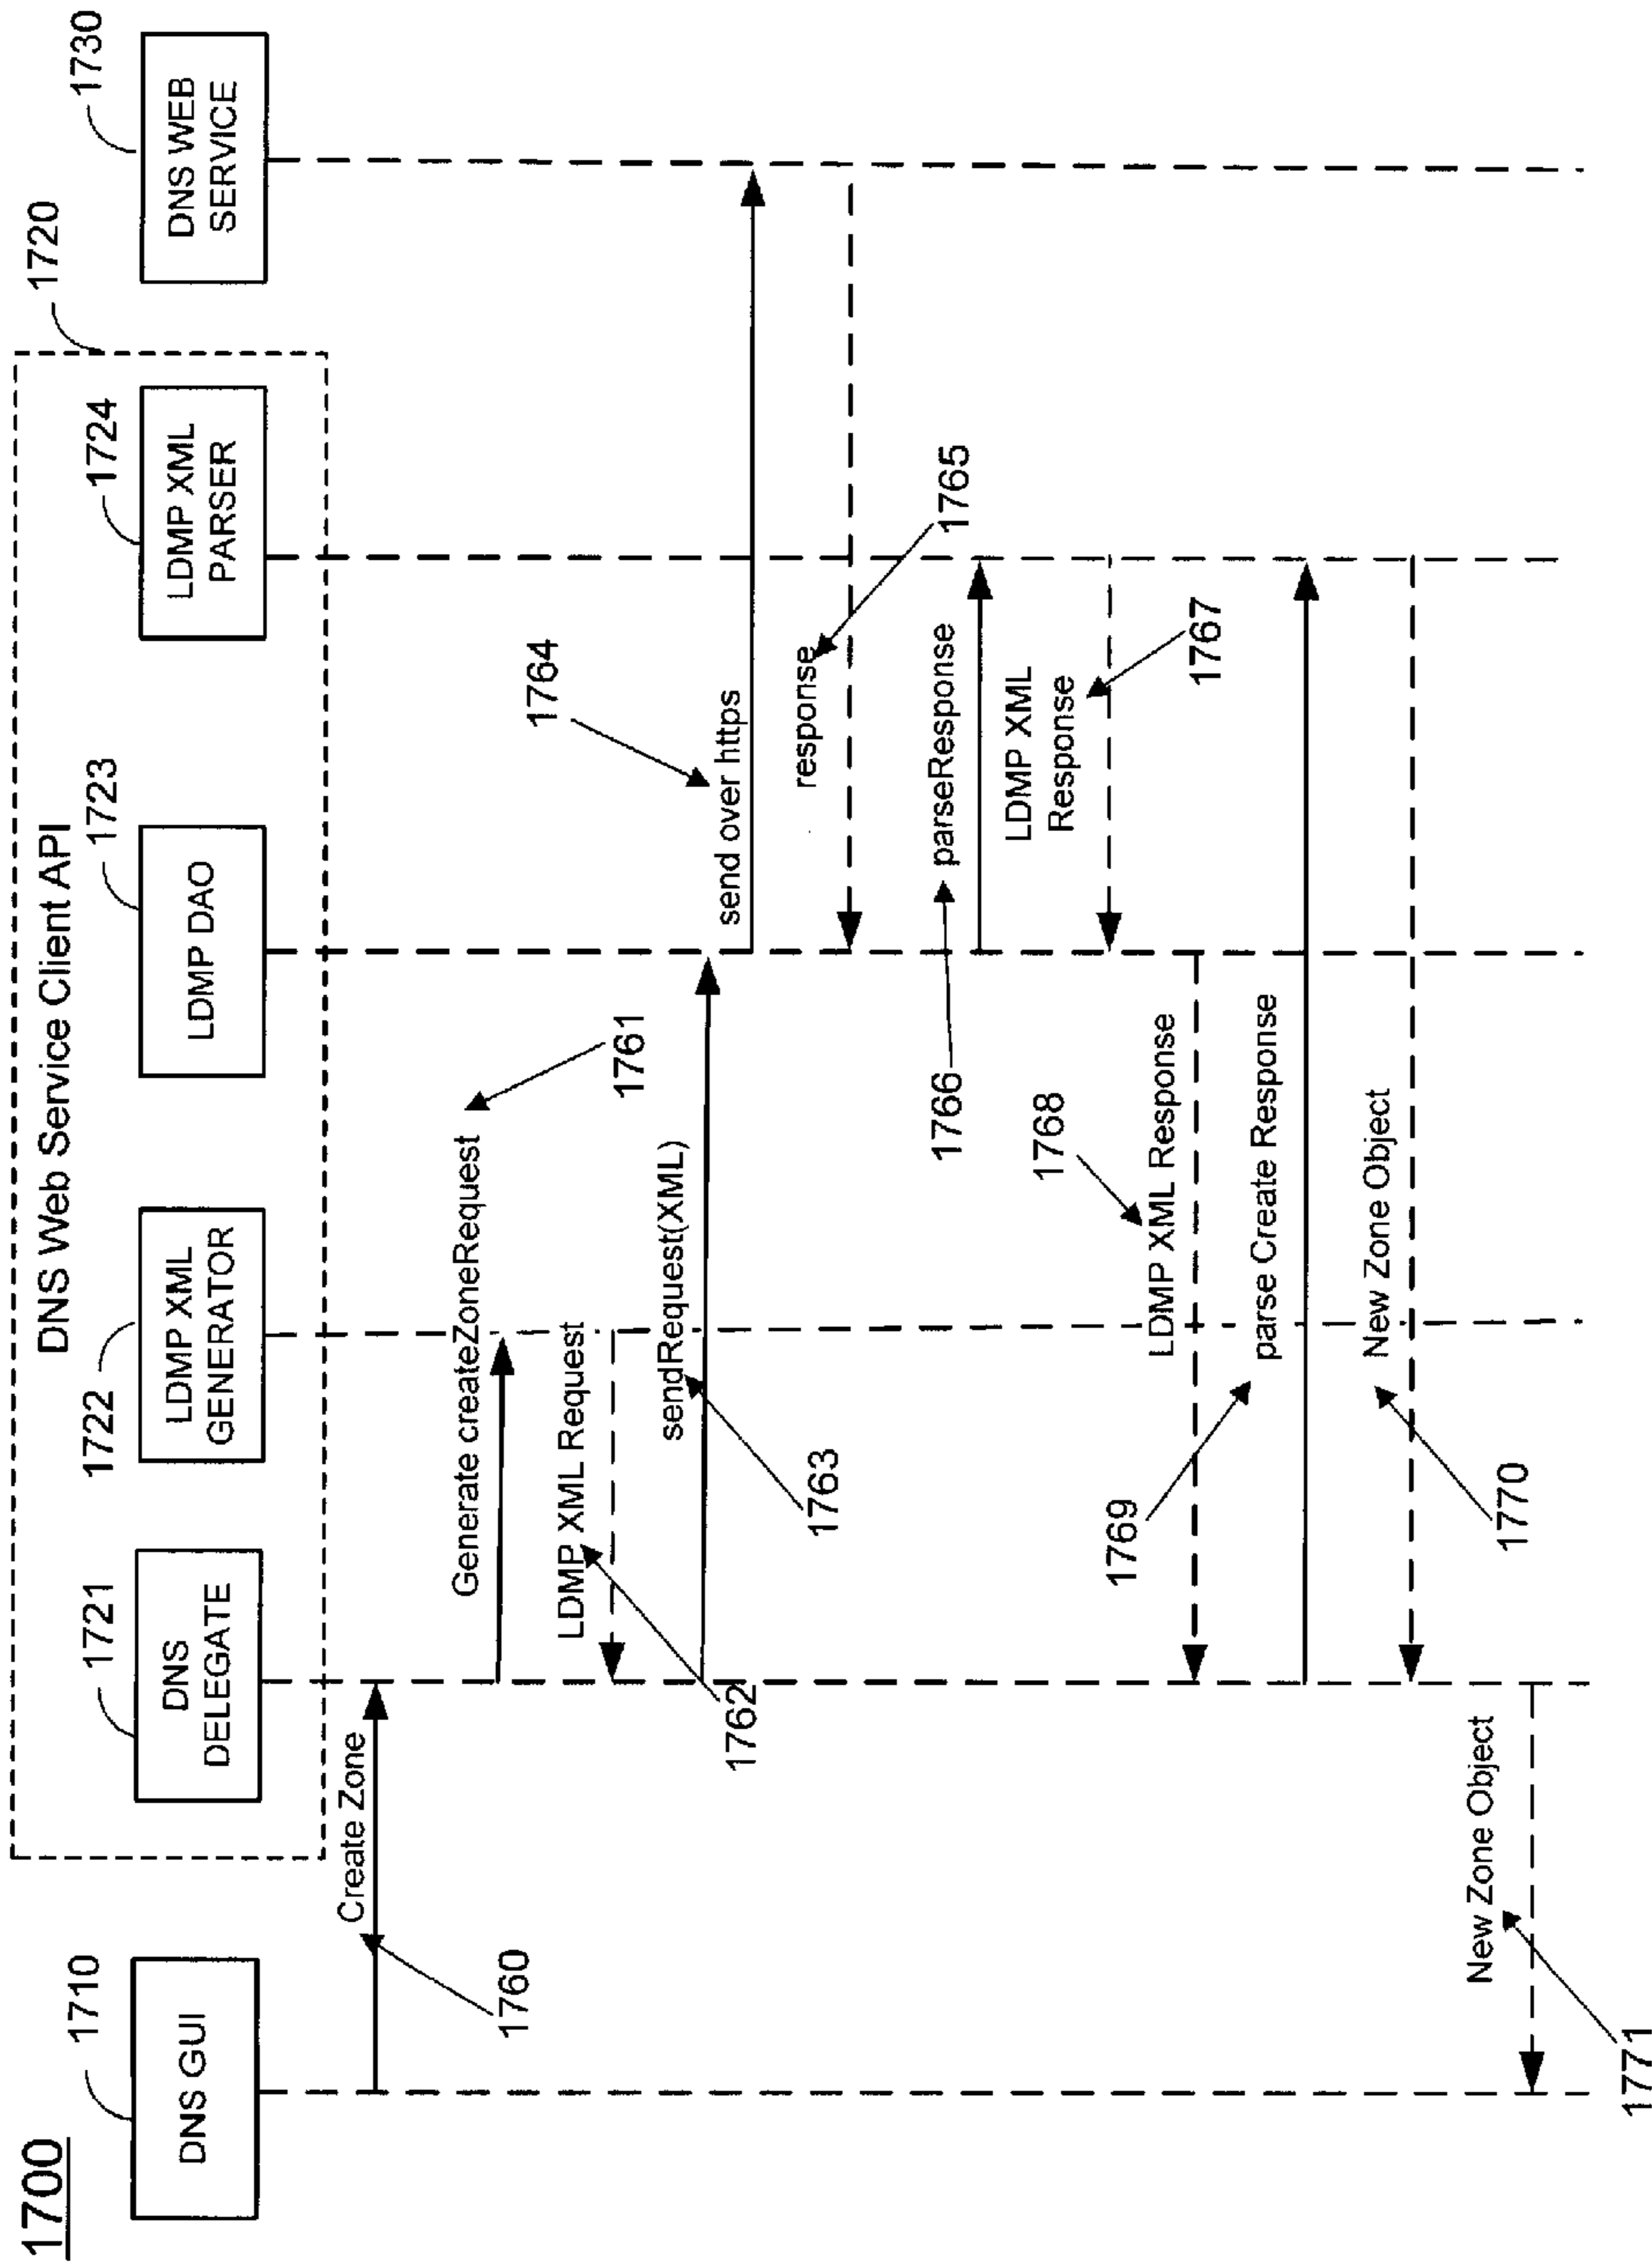 1700
DNS Web Service Client API
1720
1710
DNS GUI
1721
DNS
DELEGATE
1722
LDMP XML
GENERATOR
1723
LDMP DAO
1724
LDMP XML
PARSER
1730
DNS WEB
SERVICE
Create Zone
1760
Generate createZoneRequest
1761
LDMP XML Request
1762
sendRequest(XML)
1763
send over https
1764
response
1765
parseResponse
1766
LDMP XML
Response
1767
LDMP XML Response
1768
parse Create Response
1769
New Zone Object
1770
New Zone Object
1771